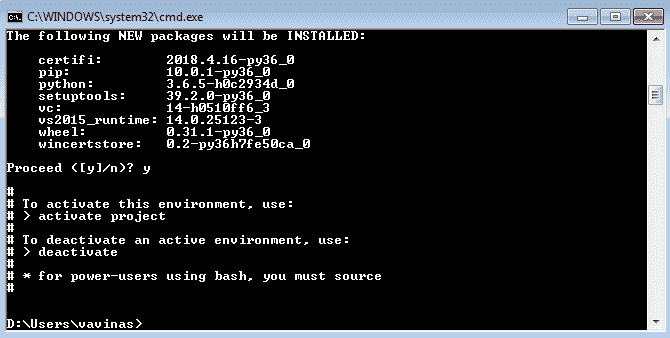 C:\WINDOWS\system32\cmd.exe
The following NEW packages will be INSTALLED:
certifi: 2018.4.16-py36_0
pip: 10.0.1-py36_0
python: 3.6.5-h0c2934d_0
setuptools: 39.2.0-py36_0
vc: 14-h0510ff6_3
vs2015_runtime: 14.0.25123-3
wheel: 0.31.1-py36_0
wincertstore: 0.2-py36h7fe50ca_0
Proceed ([y]/n)? y
#
# To activate this environment, use:
# > activate project
#
# To deactivate an active environment, use:
# > deactivate
#
# * for power-users using bash, you must source
#
D:\Users\vavinas>